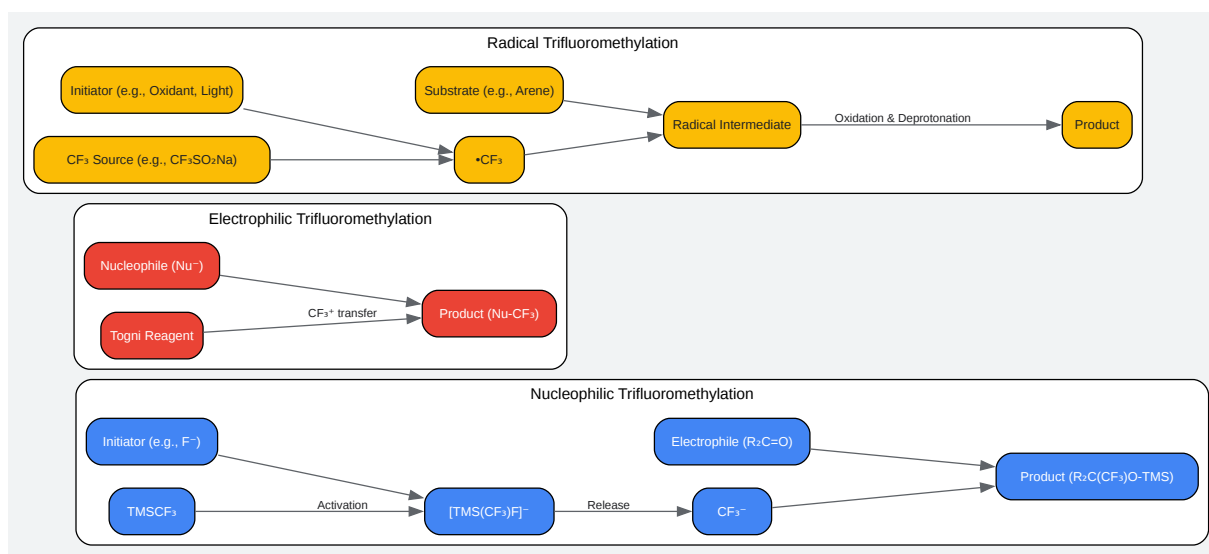 Radical Trifluoromethylation
Initiator (e.g., Oxidant, Light)
Substrate (e.g., Arene)
Radical Intermediate
Oxidation & Deprotonation
Product
CF₃ Source (e.g., CF₃SO₂Na)
•CF₃
Electrophilic Trifluoromethylation
Nucleophile (Nu⁻)
CF₃⁺ transfer
Product (Nu-CF₃)
Togni Reagent
Nucleophilic Trifluoromethylation
Initiator (e.g., F⁻)
Electrophile (R₂C=O)
Product (R₂C(CF₃)O-TMS)
TMSCF₃
Activation
[TMS(CF₃)F]⁻
Release
CF₃⁻